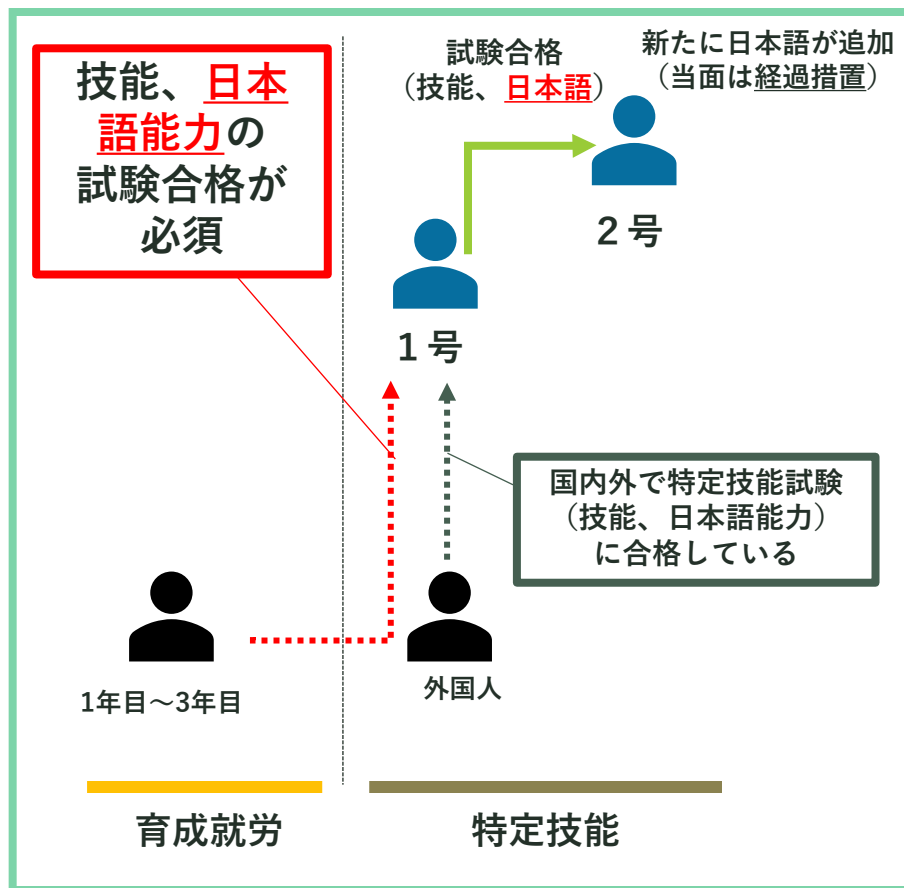 技能、日本
語能力の
試験合格が
必須
試験合格
（技能、日本語）
新たに日本語が追加
（当面は経過措置）
２号
１号
国内外で特定技能試験
（技能、日本語能力）
に合格している
1年目～3年目
外国人
育成就労
特定技能